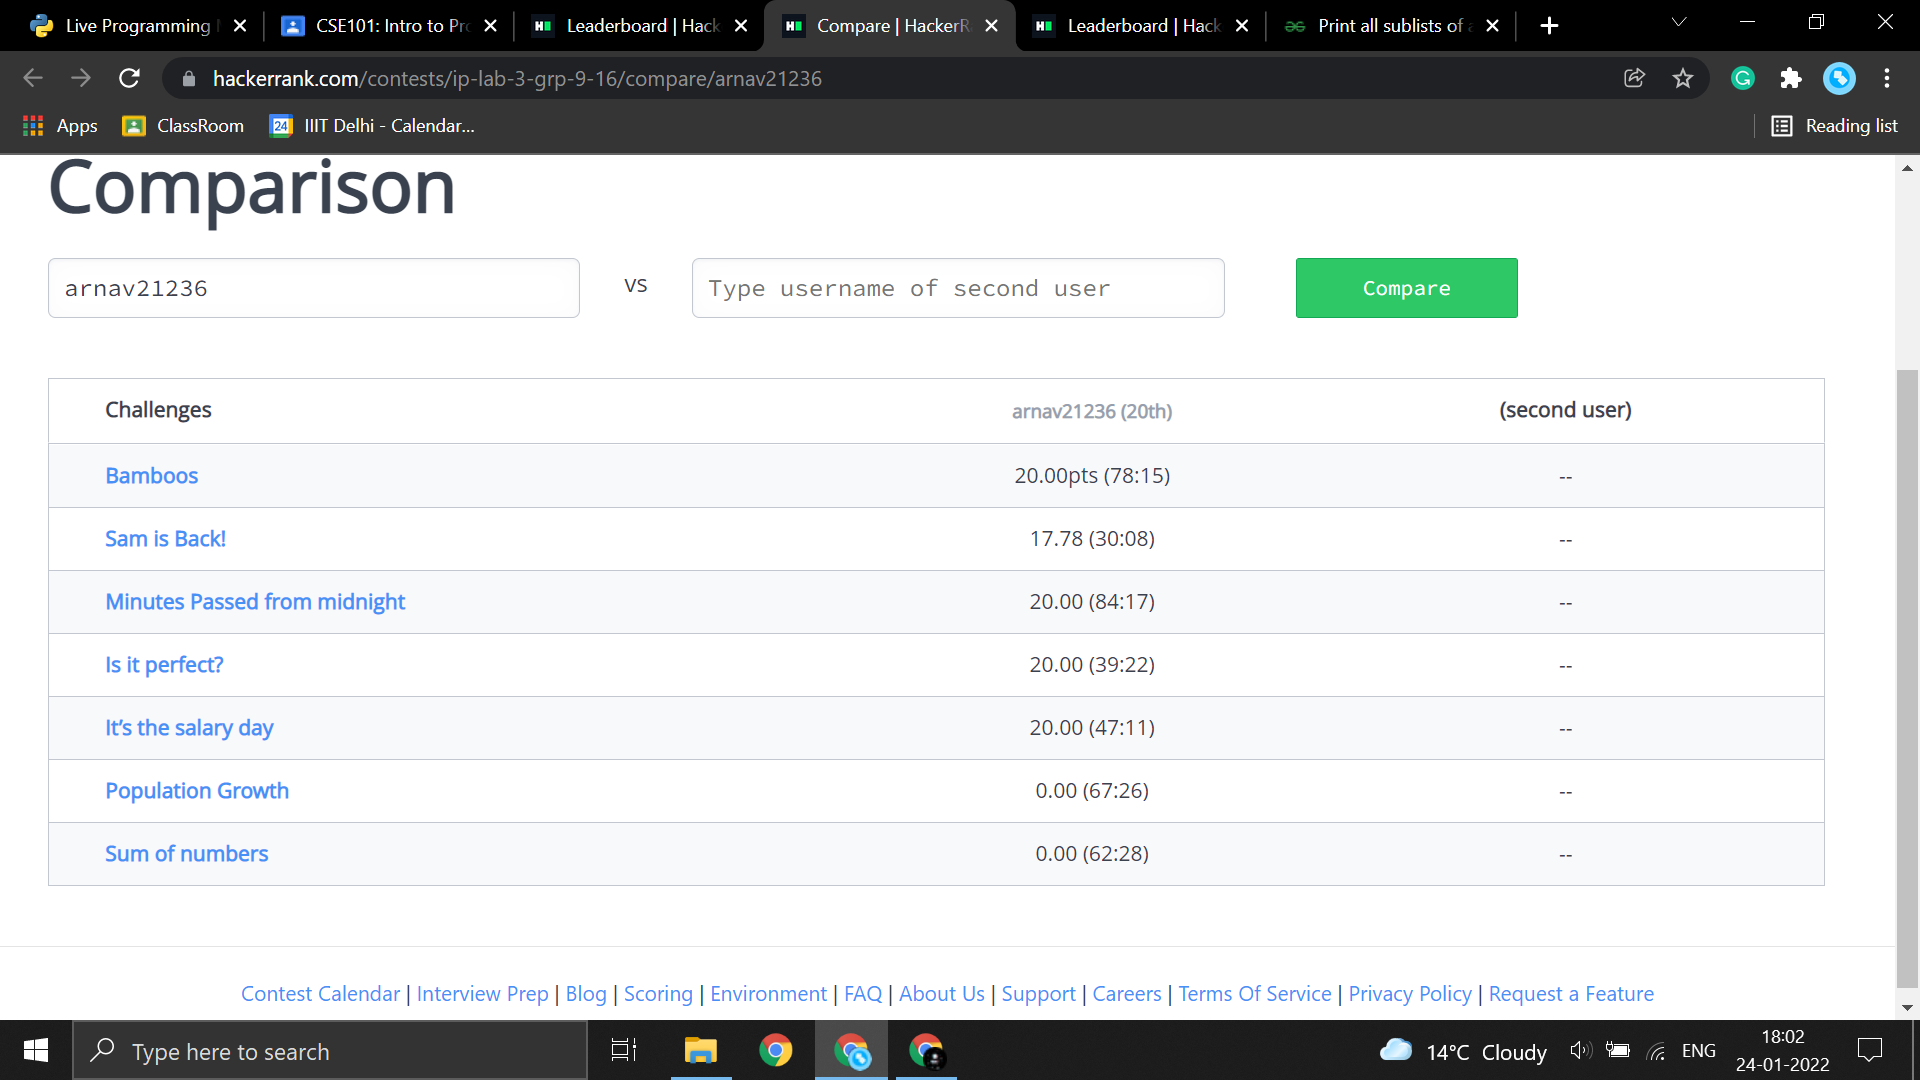 Live Programming
CSE101: Intro to Pro
Leaderboard | Hack
Compare | HackerR
Leaderboard | Hack
Print all sublists of a
hackerrank.com/contests/ip-lab-3-grp-9-16/compare/arnav21236
Apps
ClassRoom
24 IIIT Delhi - Calendar...
Reading list
Comparison
arnav21236
VS
Type username of second user
Compare
Challenges arnav21236 (20th) (second user)
Bamboos 20.00pts (78:15) --
Sam is Back! 17.78 (30:08) --
Minutes Passed from midnight 20.00 (84:17) --
Is it perfect? 20.00 (39:22) --
It’s the salary day 20.00 (47:11) --
Population Growth 0.00 (67:26) --
Sum of numbers 0.00 (62:28) --
Contest Calendar | Interview Prep | Blog | Scoring | Environment | FAQ | About Us | Support | Careers | Terms Of Service | Privacy Policy | Request a Feature
Type here to search
14°C Cloudy
ENG
18:02
24-01-2022